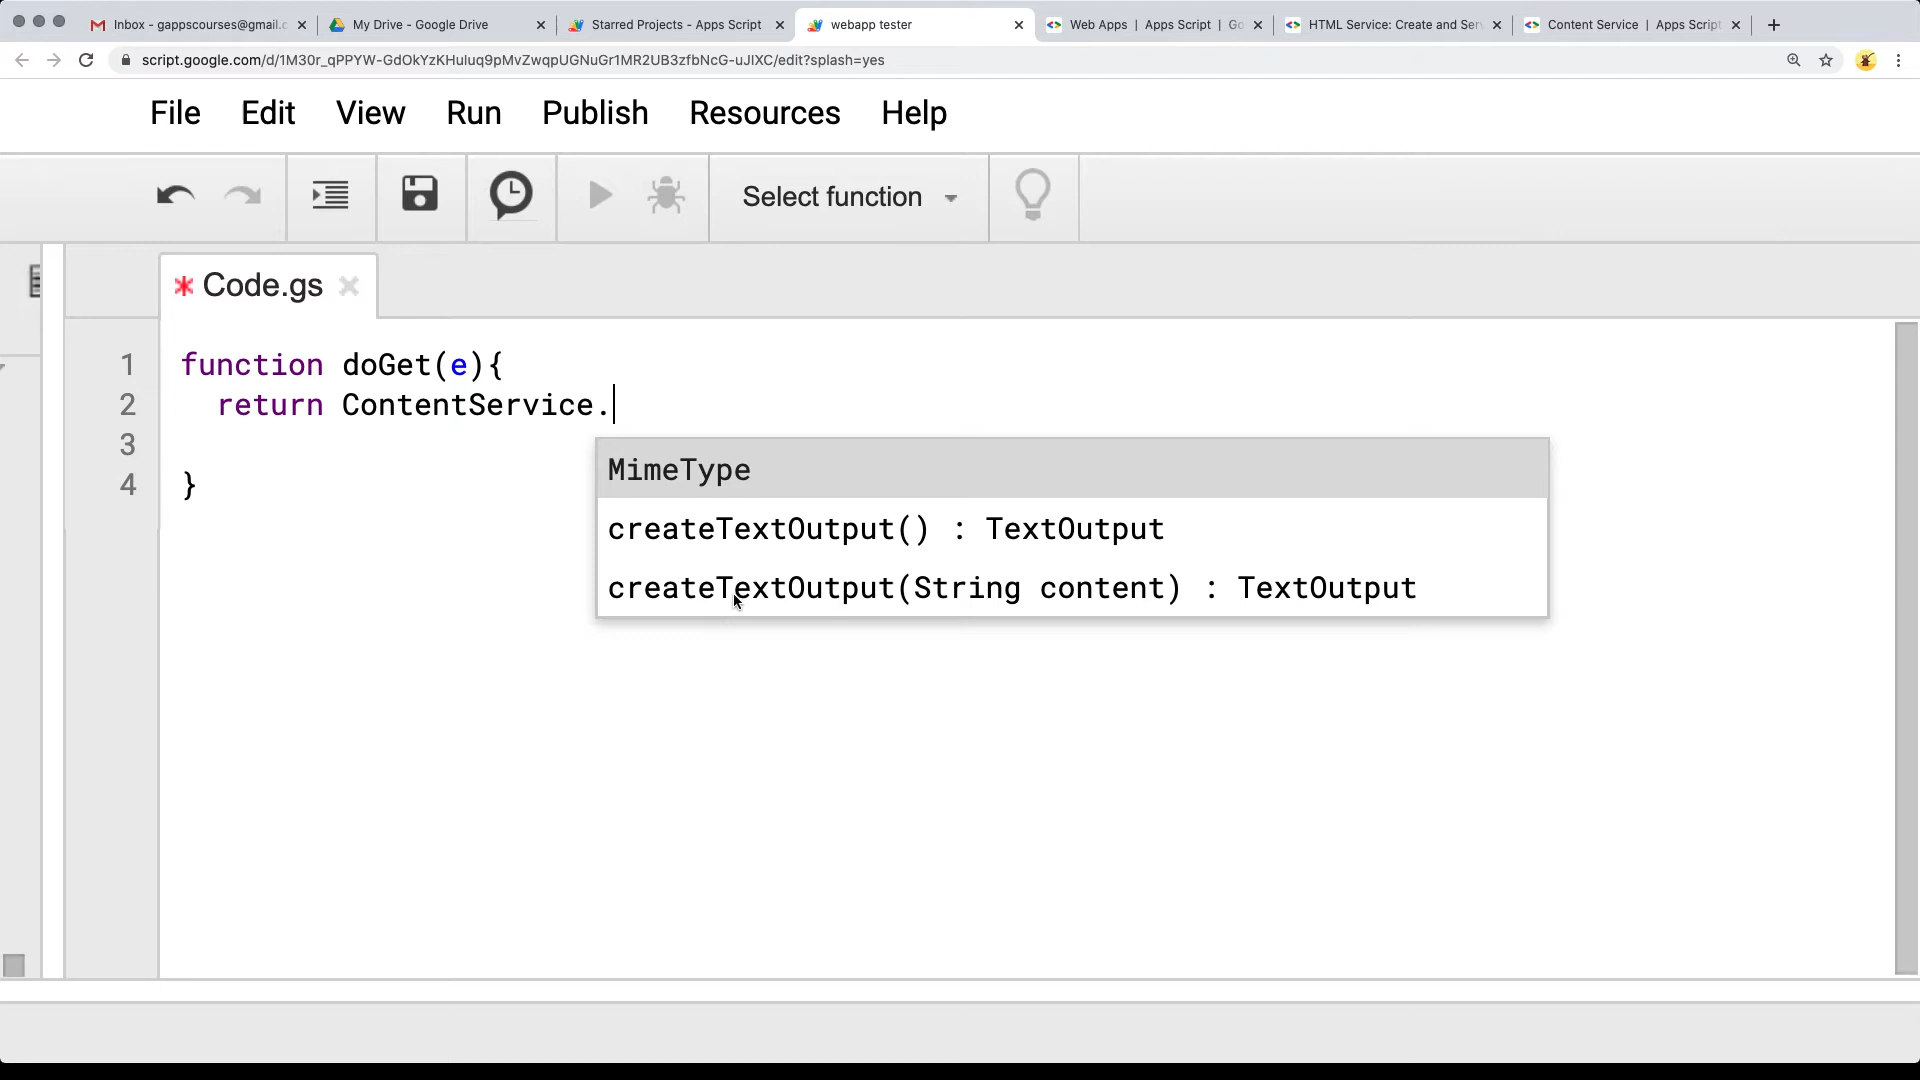 Inbox - gappscourses@gmail.c
My Drive - Google Drive
Starred Projects - Apps Script
webapp tester
Web Apps | Apps Script | Go
HTML Service: Create and Serv
Content Service | Apps Script
script.google.com/d/1M30r_qPPYW-GdOkYzKHuluq9pMvZwqpUGNuGr1MR2UB3zfbNcG-uJlXC/edit?splash=yes
File Edit View Run Publish Resources Help
Select function
* Code.gs
1 function doGet(e){
2 return ContentService.
3
4 }
MimeType
createTextOutput() : TextOutput
createTextOutput(String content) : TextOutput